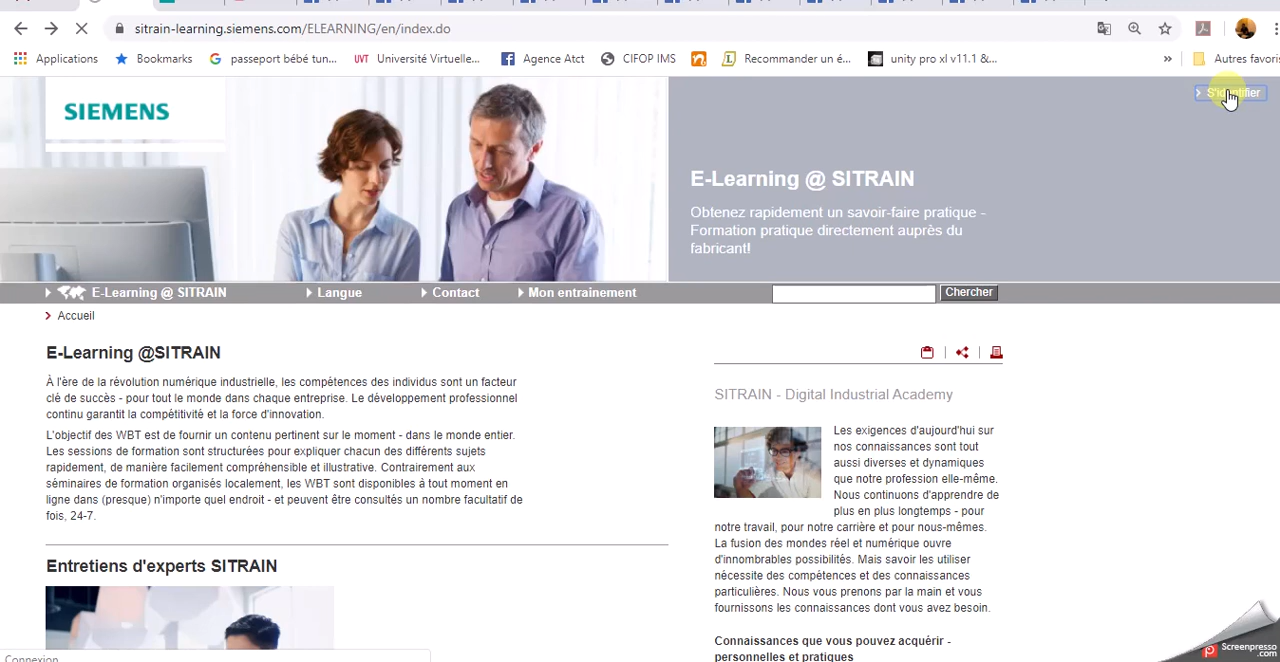 sitrain-learning.siemens.com/ELEARNING/en/index.do
Applications Bookmarks passeport bébé tun... UVT Université Virtuelle... Agence Atct CIFOP IMS Recommander un é... unity pro xl v11.1 &... » Autres favoris
SIEMENS
S'identifier
E-Learning @ SITRAIN
Obtenez rapidement un savoir-faire pratique -
Formation pratique directement auprès du
fabricant!
E-Learning @ SITRAIN Langue Contact Mon entrainement Chercher
Accueil
E-Learning @SITRAIN
À l'ère de la révolution numérique industrielle, les compétences des individus sont un facteur
clé de succès - pour tout le monde dans chaque entreprise. Le développement professionnel
continu garantit la compétitivité et la force d'innovation.
L'objectif des WBT est de fournir un contenu pertinent sur le moment - dans le monde entier.
Les sessions de formation sont structurées pour expliquer chacun des différents sujets
rapidement, de manière facilement compréhensible et illustrative. Contrairement aux
séminaires de formation organisés localement, les WBT sont disponibles à tout moment en
ligne dans (presque) n'importe quel endroit - et peuvent être consultés un nombre facultatif de
fois, 24-7.
Entretiens d'experts SITRAIN
SITRAIN - Digital Industrial Academy
Les exigences d'aujourd'hui sur
nos connaissances sont tout
aussi diverses et dynamiques
que notre profession elle-même.
Nous continuons d'apprendre de
plus en plus longtemps - pour
notre travail, pour notre carrière et pour nous-mêmes.
La fusion des mondes réel et numérique ouvre
d'innombrables possibilités. Mais savoir les utiliser
nécessite des compétences et des connaissances
particulières. Nous vous prenons par la main et vous
fournissons les connaissances dont vous avez besoin.
Connaissances que vous pouvez acquérir -
personnelles et pratiques
Connexion
Screenpresso
.com